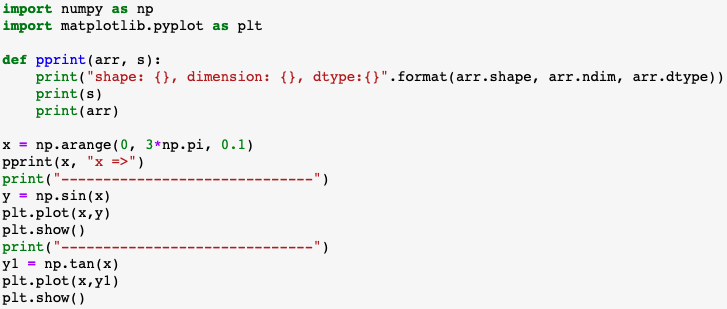 import numpy as np
import matplotlib.pyplot as plt

def pprint(arr, s):
    print("shape: {}, dimension: {}, dtype:{}".format(arr.shape, arr.ndim, arr.dtype))
    print(s)
    print(arr)

x = np.arange(0, 3*np.pi, 0.1)
pprint(x, "x =>")
print("------------------------------")
y = np.sin(x)
plt.plot(x,y)
plt.show()
print("------------------------------")
y1 = np.tan(x)
plt.plot(x,y1)
plt.show()